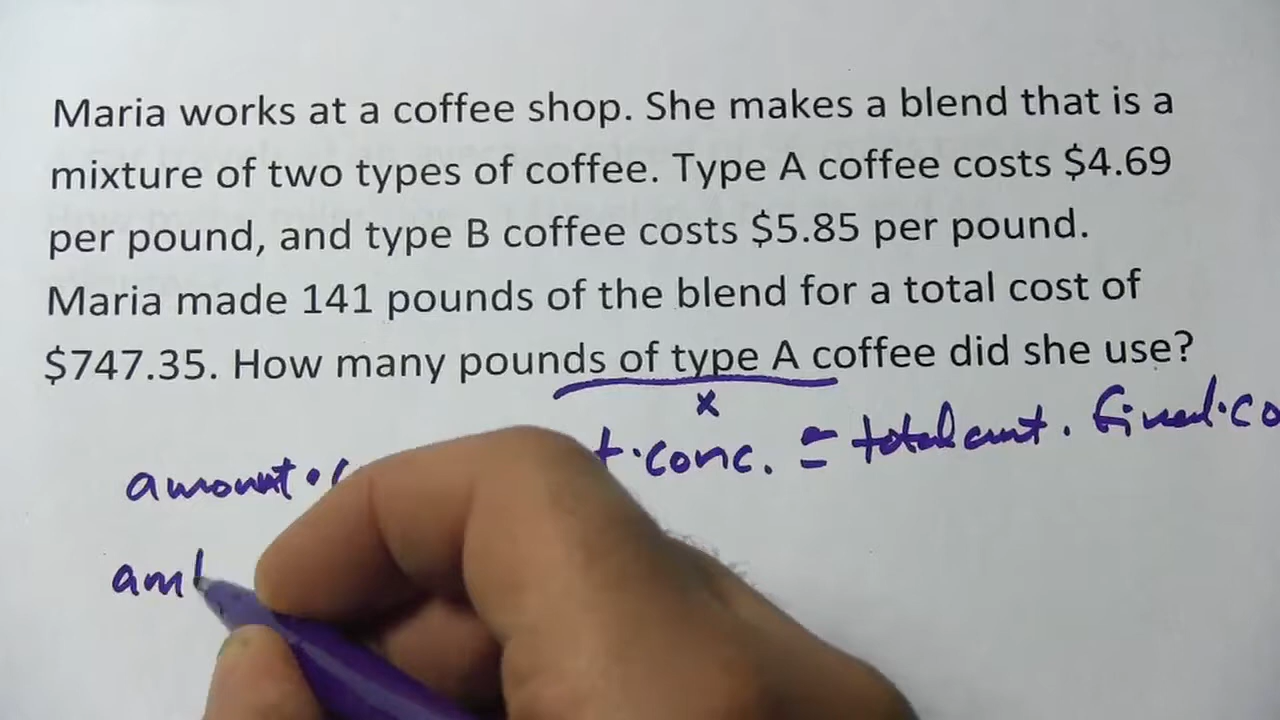 Maria works at a coffee shop. She makes a blend that is a
mixture of two types of coffee. Type A coffee costs $4.69
per pound, and type B coffee costs $5.85 per pound.
Maria made 141 pounds of the blend for a total cost of
$747.35. How many pounds of type A coffee did she use?
x
amount • conc. = total amt. final • co
am